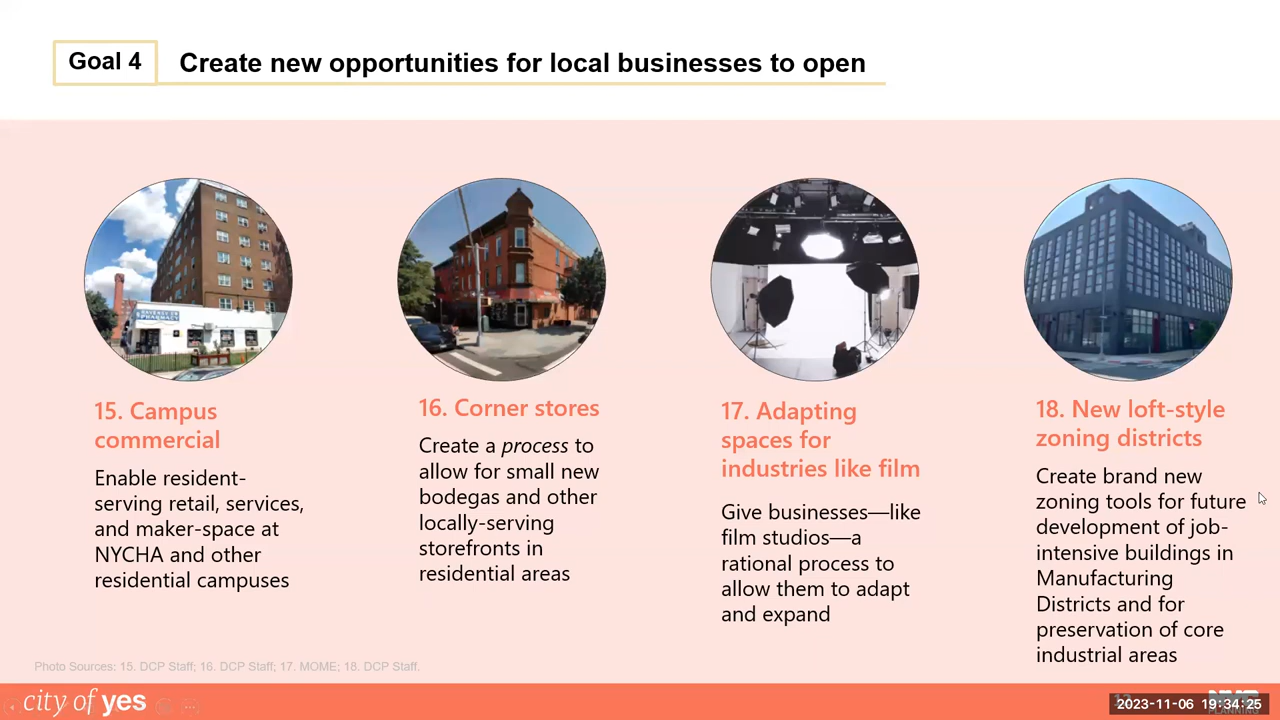 Goal 4
Create new opportunities for local businesses to open
15. Campus
commercial
Enable resident-
serving retail, services,
and maker-space at
NYCHA and other
residential campuses
16. Corner stores
Create a process to
allow for small new
bodegas and other
locally-serving
storefronts in
residential areas
17. Adapting
spaces for
industries like film
Give businesses—like
film studios—a
rational process to
allow them to adapt
and expand
18. New loft-style
zoning districts
Create brand new
zoning tools for future
development of job-
intensive buildings in
Manufacturing
Districts and for
preservation of core
industrial areas
Photo Sources: 15. DCP Staff; 16. DCP Staff; 17. MOME; 18. DCP Staff.
city of yes
2023-11-06 19:34:25